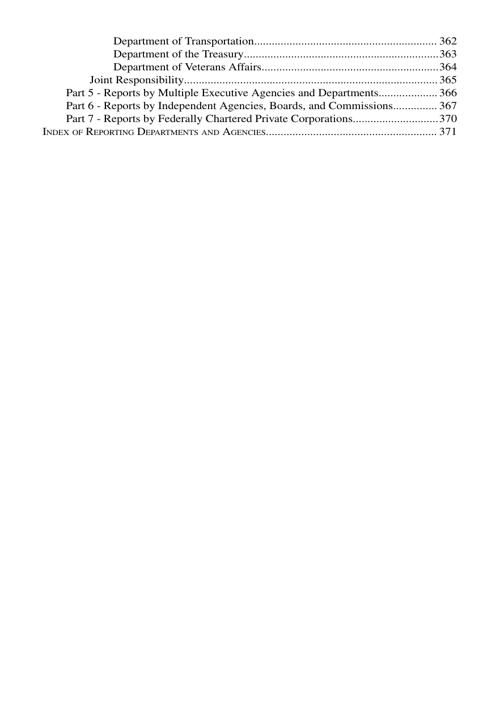 Department of Transportation.............................................................. 362
Department of the Treasury..................................................................363
Department of Veterans Affairs............................................................364
Joint Responsibility...................................................................................... 365
Part 5 - Reports by Multiple Executive Agencies and Departments.................... 366
Part 6 - Reports by Independent Agencies, Boards, and Commissions............... 367
Part 7 - Reports by Federally Chartered Private Corporations.............................370
INDEX OF REPORTING DEPARTMENTS AND AGENCIES.......................................................... 371